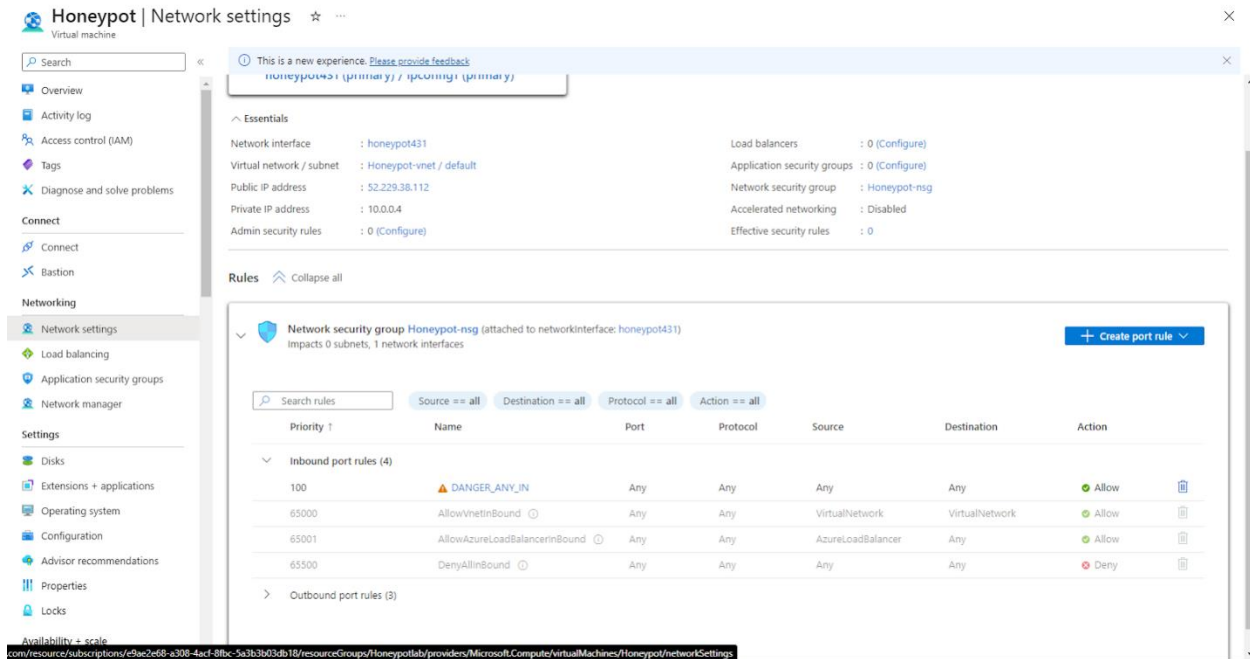 Honeypot | Network settings
Virtual machine
Search
This is a new experience. Please provide feedback
honeypot431 (primary) / ipconfig1 (primary)
Overview
Activity log
Access control (IAM)
Tags
Diagnose and solve problems
Connect
Connect
Bastion
Networking
Network settings
Load balancing
Application security groups
Network manager
Settings
Disks
Extensions + applications
Operating system
Configuration
Advisor recommendations
Properties
Locks
Availability + scale
Essentials
Network interface : honeypot431
Virtual network / subnet : Honeypot-vnet / default
Public IP address : 52.229.38.112
Private IP address : 10.0.0.4
Admin security rules : 0 (Configure)
Load balancers : 0 (Configure)
Application security groups : 0 (Configure)
Network security group : Honeypot-nsg
Accelerated networking : Disabled
Effective security rules : 0
Rules Collapse all
Network security group Honeypot-nsg (attached to networkInterface: honeypot431)
Impacts 0 subnets, 1 network interfaces
Create port rule
Search rules Source == all Destination == all Protocol == all Action == all
Priority ↑ Name Port Protocol Source Destination Action
Inbound port rules (4)
100 DANGER_ANY_IN Any Any Any Any Allow
65000 AllowVnetInBound Any Any VirtualNetwork VirtualNetwork Allow
65001 AllowAzureLoadBalancerInBound Any Any AzureLoadBalancer Any Allow
65500 DenyAllInBound Any Any Any Any Deny
Outbound port rules (3)
.com/resource/subscriptions/e9ae2e68-a308-4acf-8fbc-5a3b3b03db18/resourceGroups/Honeypotlab/providers/Microsoft.Compute/virtualMachines/Honeypot/networkSettings